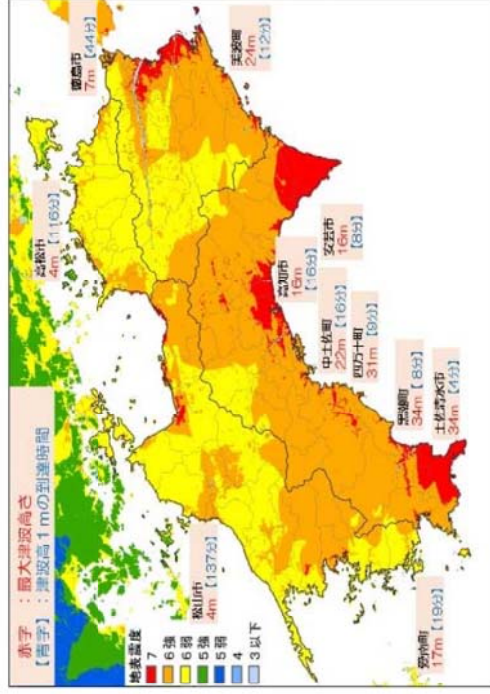 赤字 ：最大津波高さ
【青字】：津波高1mの到達時間
高松市
4m【116分】
徳島市
7m【44分】
美波町
24m
【12分】
松山市
4m【137分】
高知市
16m
【16分】
安芸市
16m
【8分】
中土佐町
22m【16分】
四万十町
31m【9分】
黒潮町
34m【8分】
土佐清水市
34m【4分】
愛南町
17m【19分】
地表震度
7
6強
6弱
5強
5弱
4
3以下